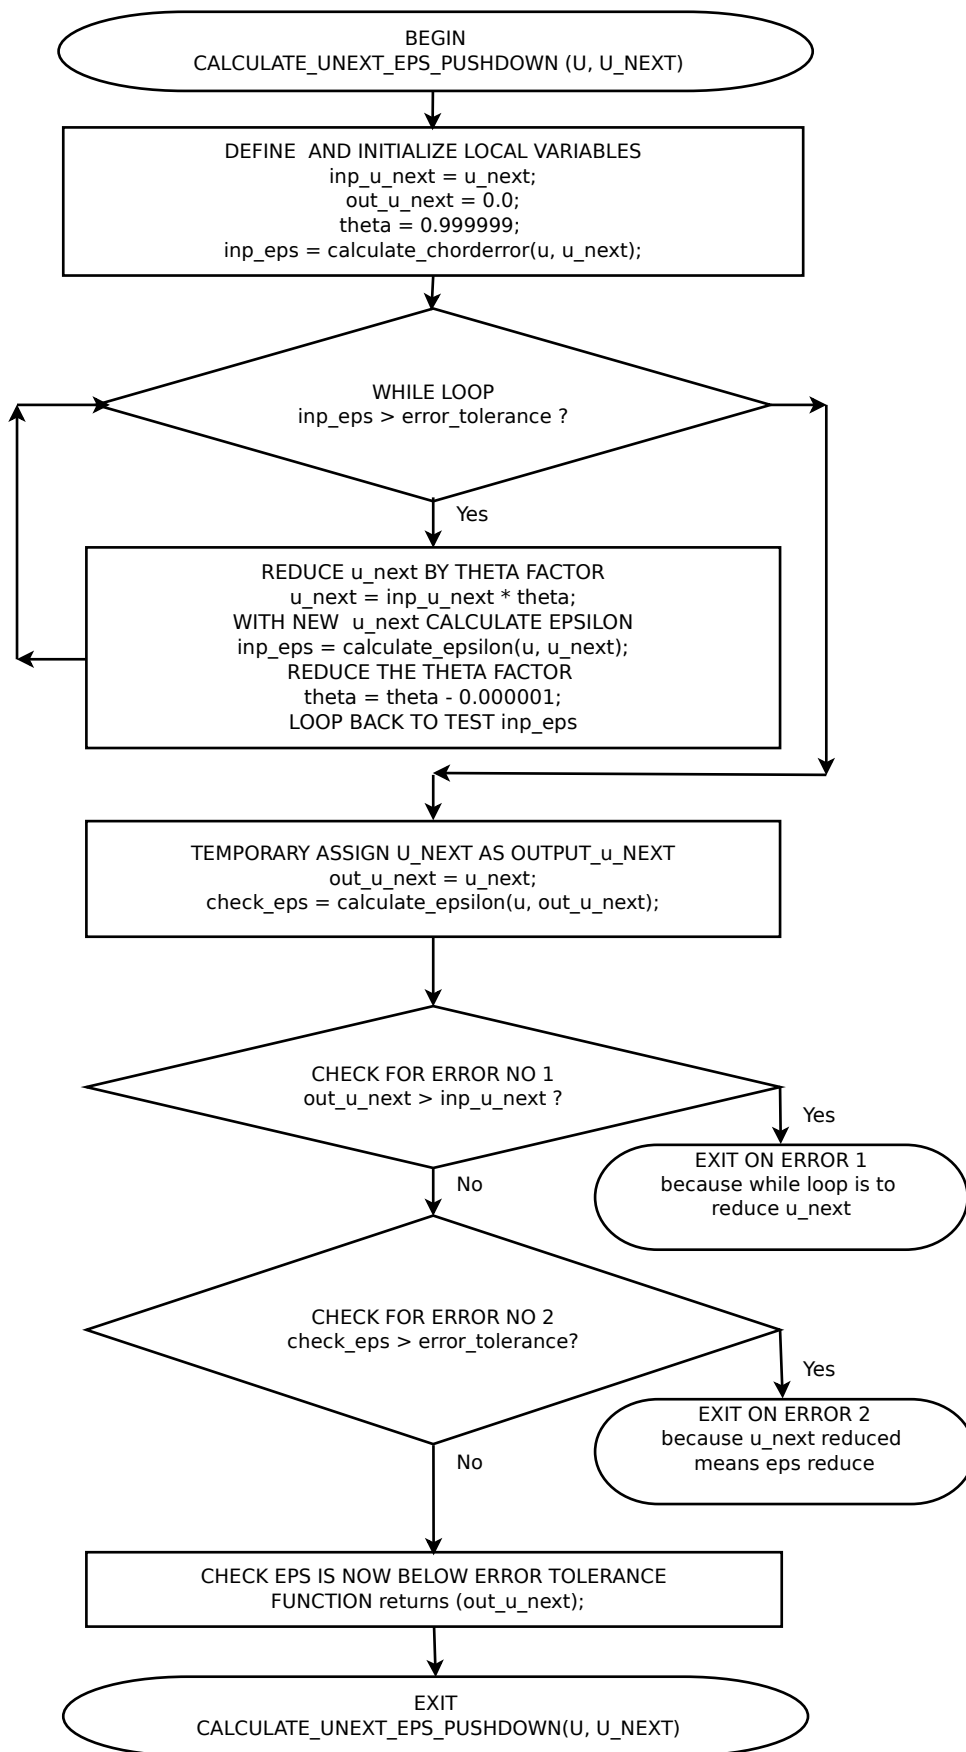 BEGIN
CALCULATE_UNEXT_EPS_PUSHDOWN (U, U_NEXT)
DEFINE  AND INITIALIZE LOCAL VARIABLES
inp_u_next = u_next;
out_u_next = 0.0;
theta = 0.999999;
inp_eps = calculate_chorderror(u, u_next);
WHILE LOOP
inp_eps > error_tolerance ?
Yes
REDUCE u_next BY THETA FACTOR
u_next = inp_u_next * theta;
WITH NEW  u_next CALCULATE EPSILON
inp_eps = calculate_epsilon(u, u_next);
REDUCE THE THETA FACTOR
theta = theta - 0.000001;
LOOP BACK TO TEST inp_eps
TEMPORARY ASSIGN U_NEXT AS OUTPUT_u_NEXT
out_u_next = u_next;
check_eps = calculate_epsilon(u, out_u_next);
CHECK FOR ERROR NO 1
out_u_next > inp_u_next ?
Yes
EXIT ON ERROR 1
because while loop is to
reduce u_next
No
CHECK FOR ERROR NO 2
check_eps > error_tolerance?
Yes
EXIT ON ERROR 2
because u_next reduced
means eps reduce
No
CHECK EPS IS NOW BELOW ERROR TOLERANCE
FUNCTION returns (out_u_next);
EXIT
CALCULATE_UNEXT_EPS_PUSHDOWN(U, U_NEXT)